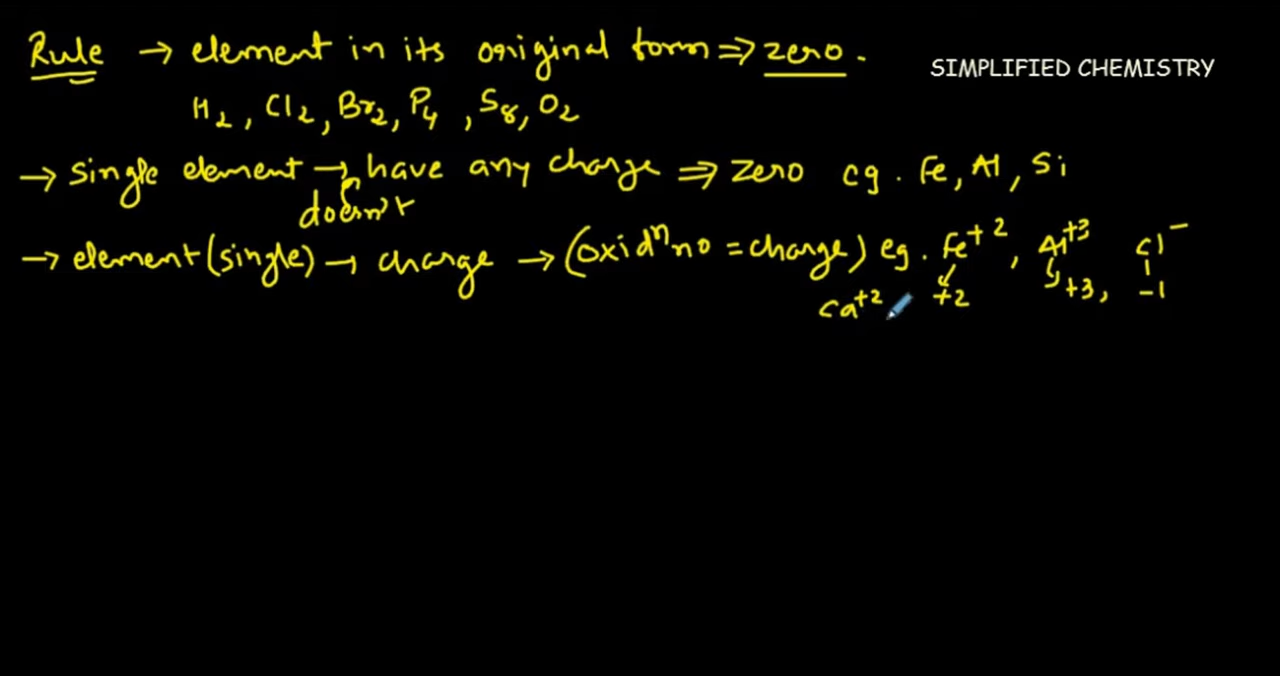 Rule → element in its original form ⇒ zero.
SIMPLIFIED CHEMISTRY
H₂, Cl₂, Br₂, P₄, S₈, O₂
→ single element → have any charge ⇒ zero eg. Fe, Al, Si
doesn't
→ element (single) → charge → (oxidⁿ no = charge) eg. Fe⁺², Al⁺³ Cl⁻
Ca⁺² +2 +3, -1